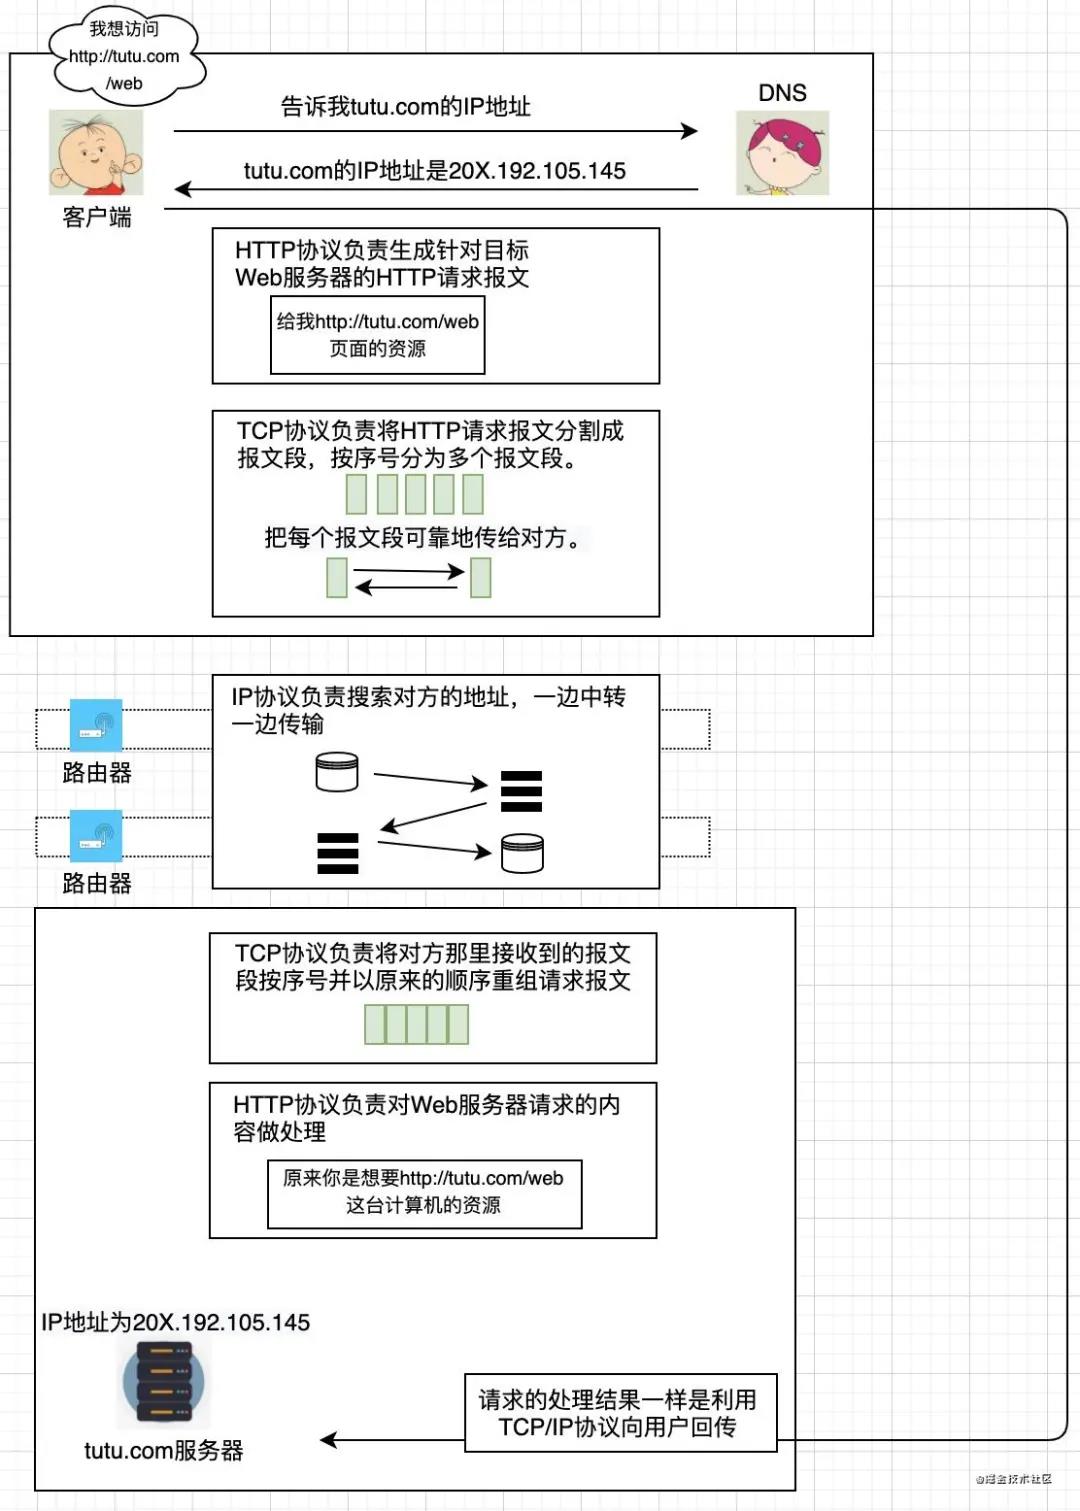 我想访问
http://tutu.com
/web
告诉我tutu.com的IP地址
DNS
tutu.com的IP地址是20X.192.105.145
客户端
HTTP协议负责生成针对目标
Web服务器的HTTP请求报文
给我http://tutu.com/web
页面的资源
TCP协议负责将HTTP请求报文分割成
报文段，按序号分为多个报文段。
把每个报文段可靠地传给对方。
IP协议负责搜索对方的地址，一边中转
一边传输
路由器
路由器
TCP协议负责将对方那里接收到的报文
段按序号并以原来的顺序重组请求报文
HTTP协议负责对Web服务器请求的内
容做处理
原来你是想要http://tutu.com/web
这台计算机的资源
IP地址为20X.192.105.145
请求的处理结果一样是利用
TCP/IP协议向用户回传
tutu.com服务器
@掘金技术社区